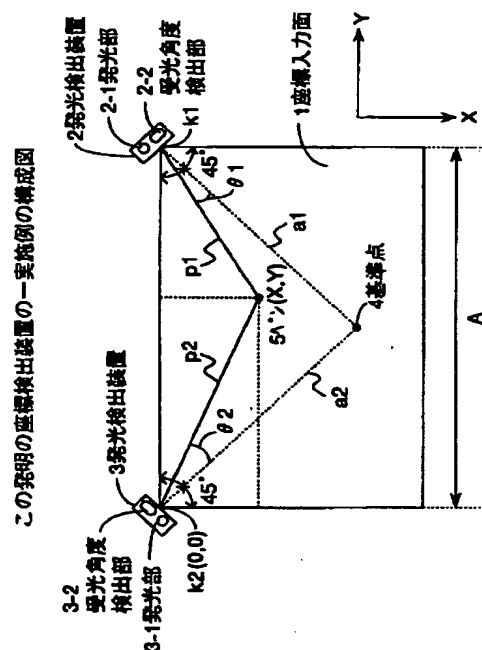 この発明の座標検出装置の一実施例の構成図
2発光検出装置
2-1発光部
2-2
受光角度
検出部
k1
3発光検出装置
3-2
受光角度
検出部
3-1発光部
k2(0,0)
45°
45°
θ1
θ2
p1
p2
a1
a2
5ペン(X,Y)
4基準点
1座標入力面
A
X
Y